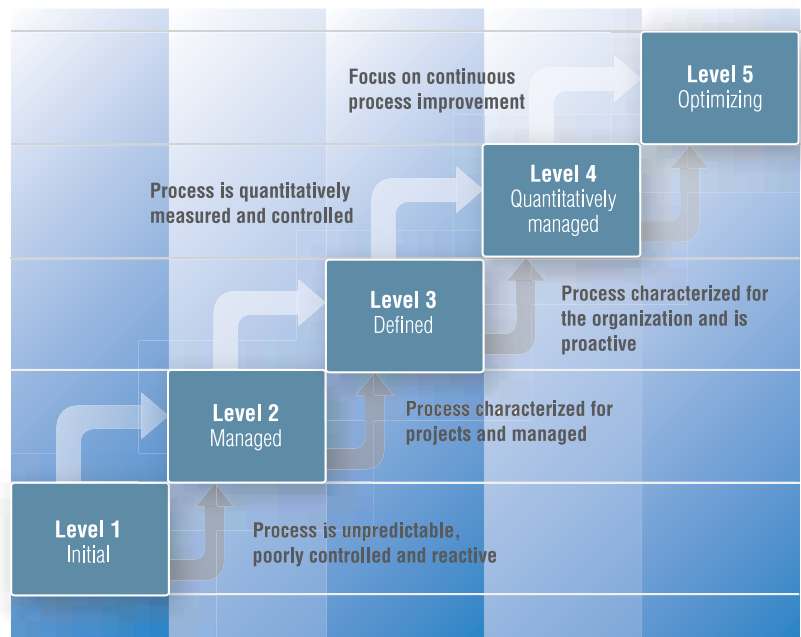 Focus on continuous
process improvement
Level 5
Optimizing
Process is quantitatively
measured and controlled
Level 4
Quantitatively
managed
Level 3
Defined
Process characterized for
the organization and is
proactive
Level 2
Managed
Process characterized for
projects and managed
Level 1
Initial
Process is unpredictable,
poorly controlled and reactive